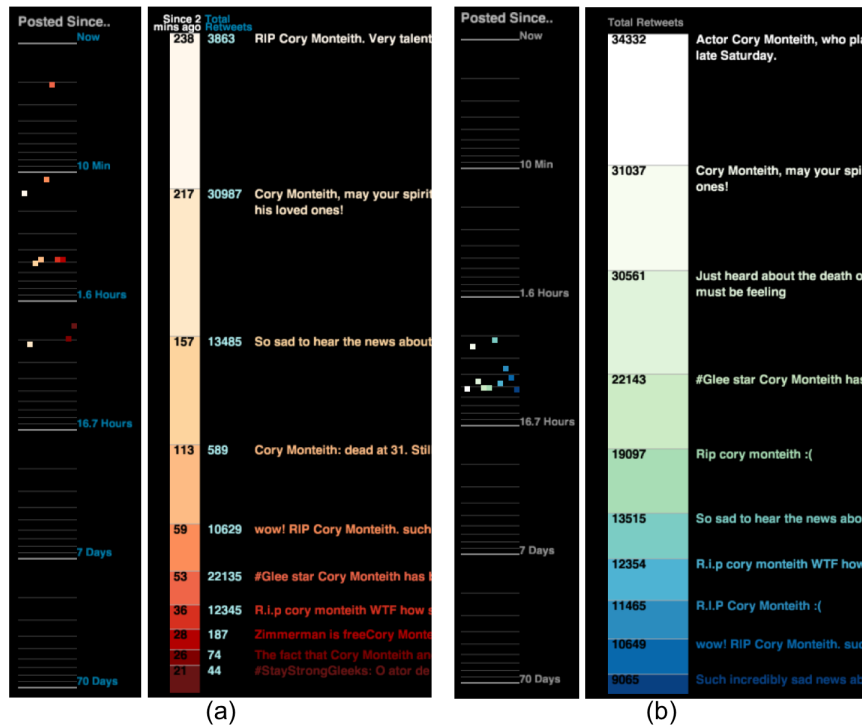 Posted Since..
Now
10 Min
1.6 Hours
16.7 Hours
7 Days
70 Days
Since 2 Total
mins ago Retweets
238 3863 RIP Cory Monteith. Very talent
217 30987 Cory Monteith, may your spirit
his loved ones!
157 13485 So sad to hear the news about
113 589 Cory Monteith: dead at 31. Still
59 10629 wow! RIP Cory Monteith. such
53 22135 #Glee star Cory Monteith has
36 12345 R.i.p cory monteith WTF how
28 187 Zimmerman is freeCory Monte
26 74 The fact that Cory Monteith an
21 44 #StayStrongGleeks: O ator de
(a)
Posted Since..
Now
10 Min
1.6 Hours
16.7 Hours
7 Days
70 Days
Total Retweets
34332 Actor Cory Monteith, who pla
late Saturday.
31037 Cory Monteith, may your spi
ones!
30561 Just heard about the death o
must be feeling
22143 #Glee star Cory Monteith has
19097 Rip cory monteith :(
13515 So sad to hear the news abo
12354 R.i.p cory monteith WTF how
11465 R.I.P Cory Monteith :(
10649 wow! RIP Cory Monteith. suc
9065 Such incredibly sad news ab
(b)